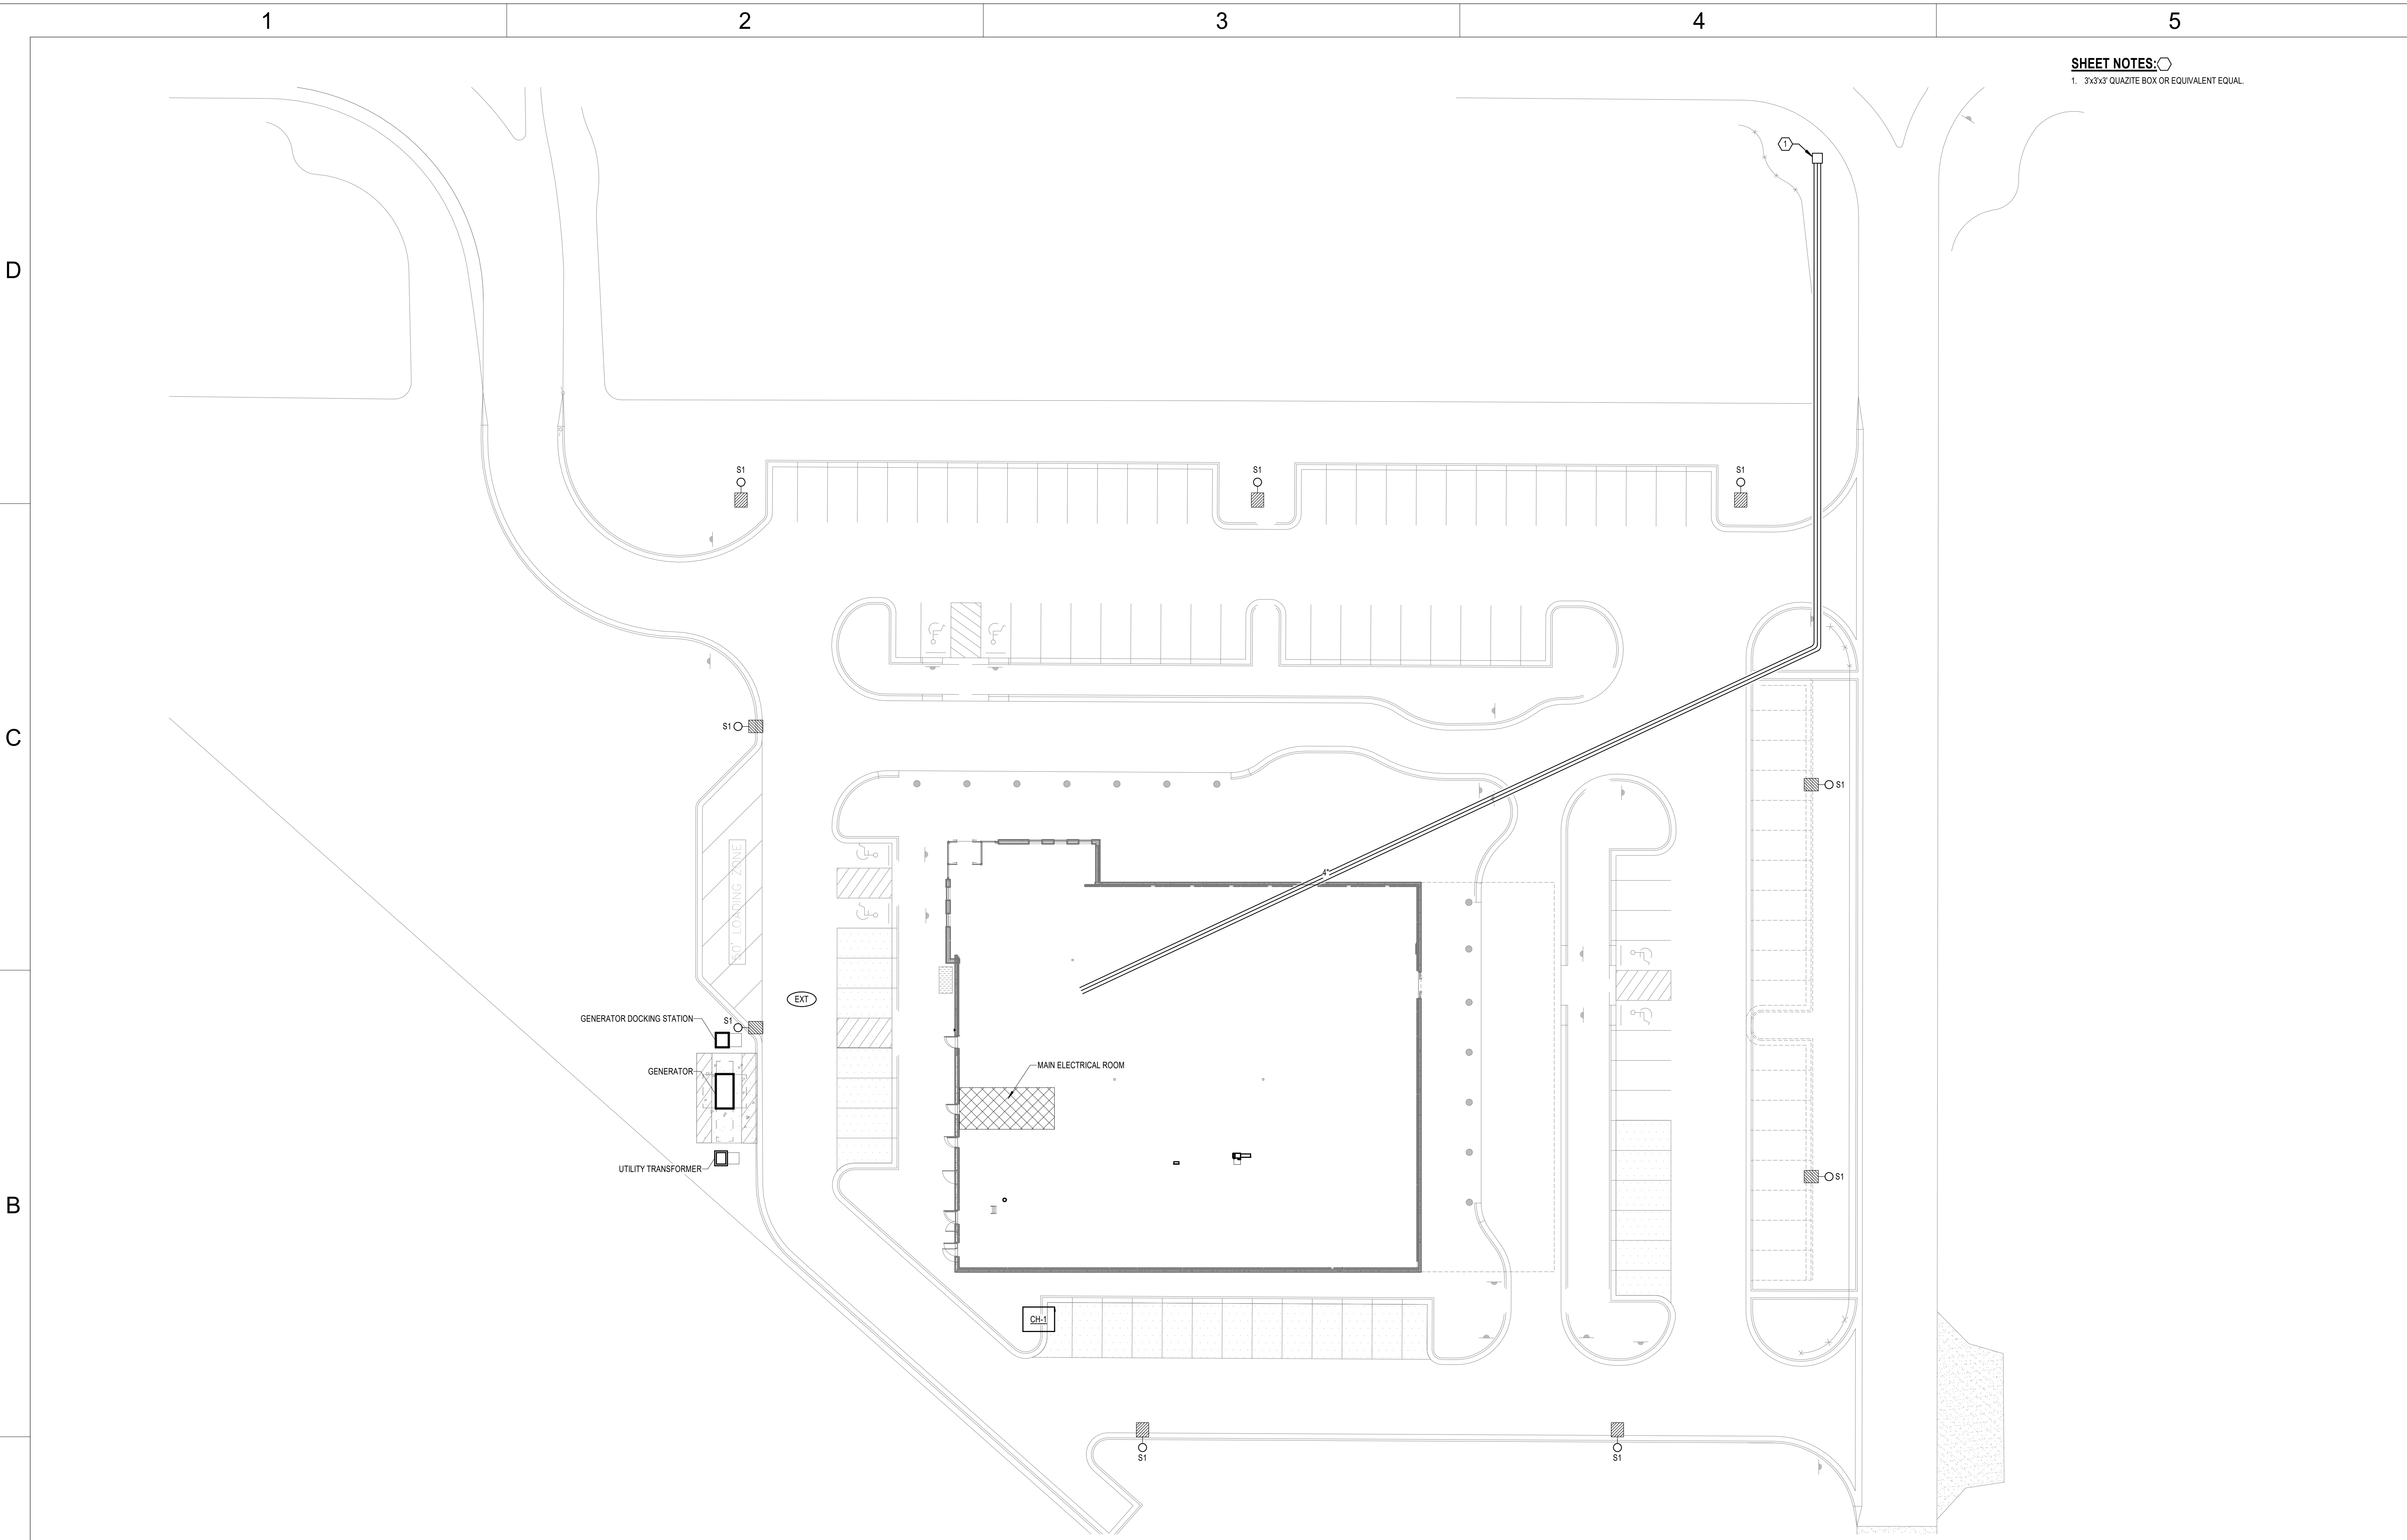 1
2
3
4
5
SHEET NOTES:
1. 3'x3'x3' QUAZITE BOX OR EQUIVALENT EQUAL.
1
D
S1
S1
S1
C
S1
S1
4"
LOADING ZONE
EXT
GENERATOR DOCKING STATION
S1
MAIN ELECTRICAL ROOM
GENERATOR
UTILITY TRANSFORMER
S1
B
CH-1
S1
S1